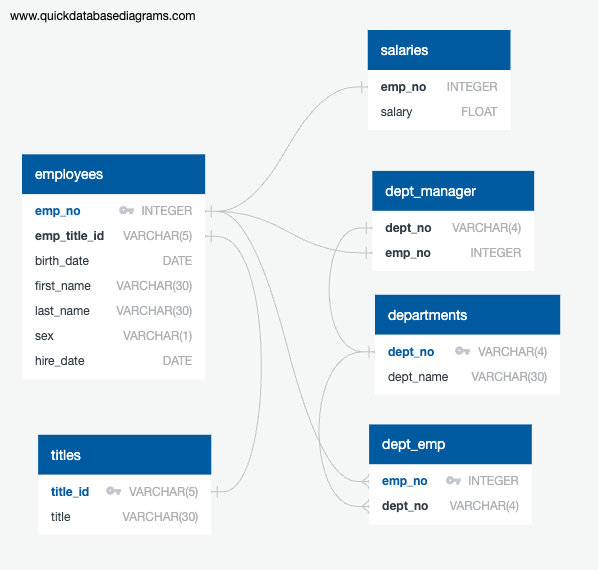 www.quickdatabasediagrams.com
salaries
emp_no INTEGER
salary FLOAT
employees
emp_no INTEGER
emp_title_id VARCHAR(5)
birth_date DATE
first_name VARCHAR(30)
last_name VARCHAR(30)
sex VARCHAR(1)
hire_date DATE
dept_manager
dept_no VARCHAR(4)
emp_no INTEGER
departments
dept_no VARCHAR(4)
dept_name VARCHAR(30)
titles
title_id VARCHAR(5)
title VARCHAR(30)
dept_emp
emp_no INTEGER
dept_no VARCHAR(4)